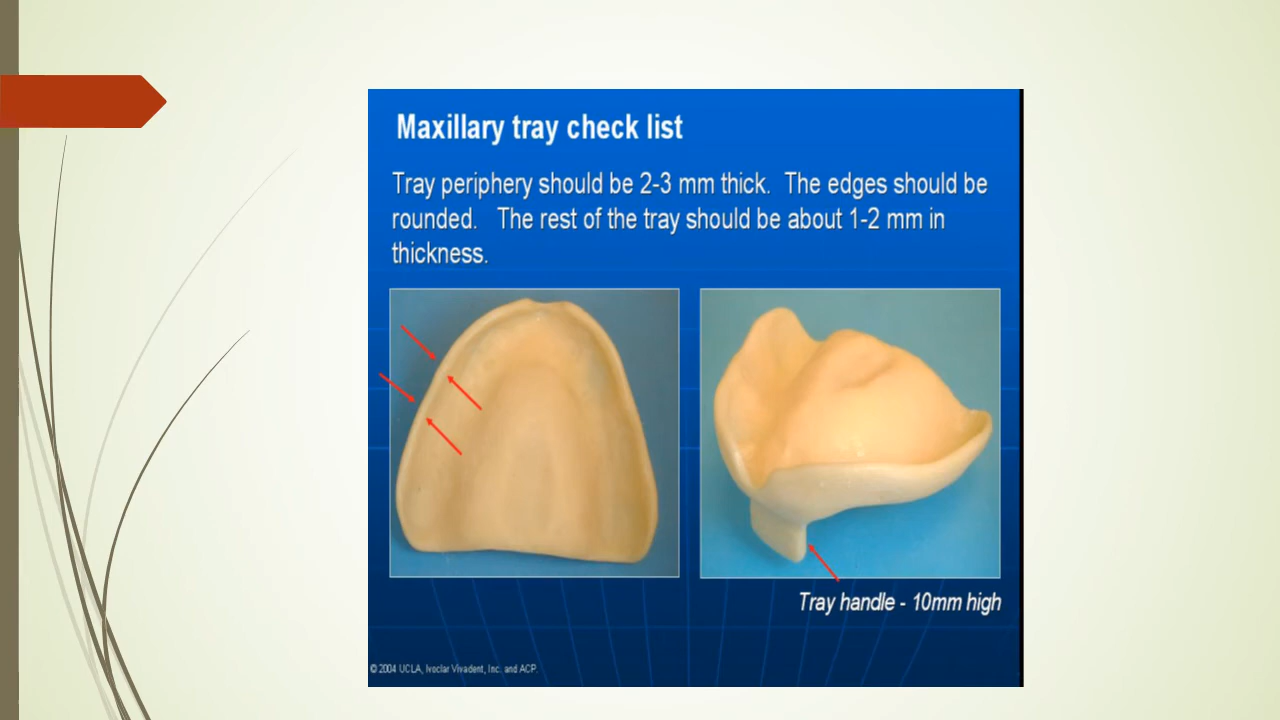 Maxillary tray check list
Tray periphery should be 2-3 mm thick. The edges should be
rounded. The rest of the tray should be about 1-2 mm in
thickness.
Tray handle - 10mm high
© 2004 UCLA, Ivoclar Vivadent, Inc. and ACP.